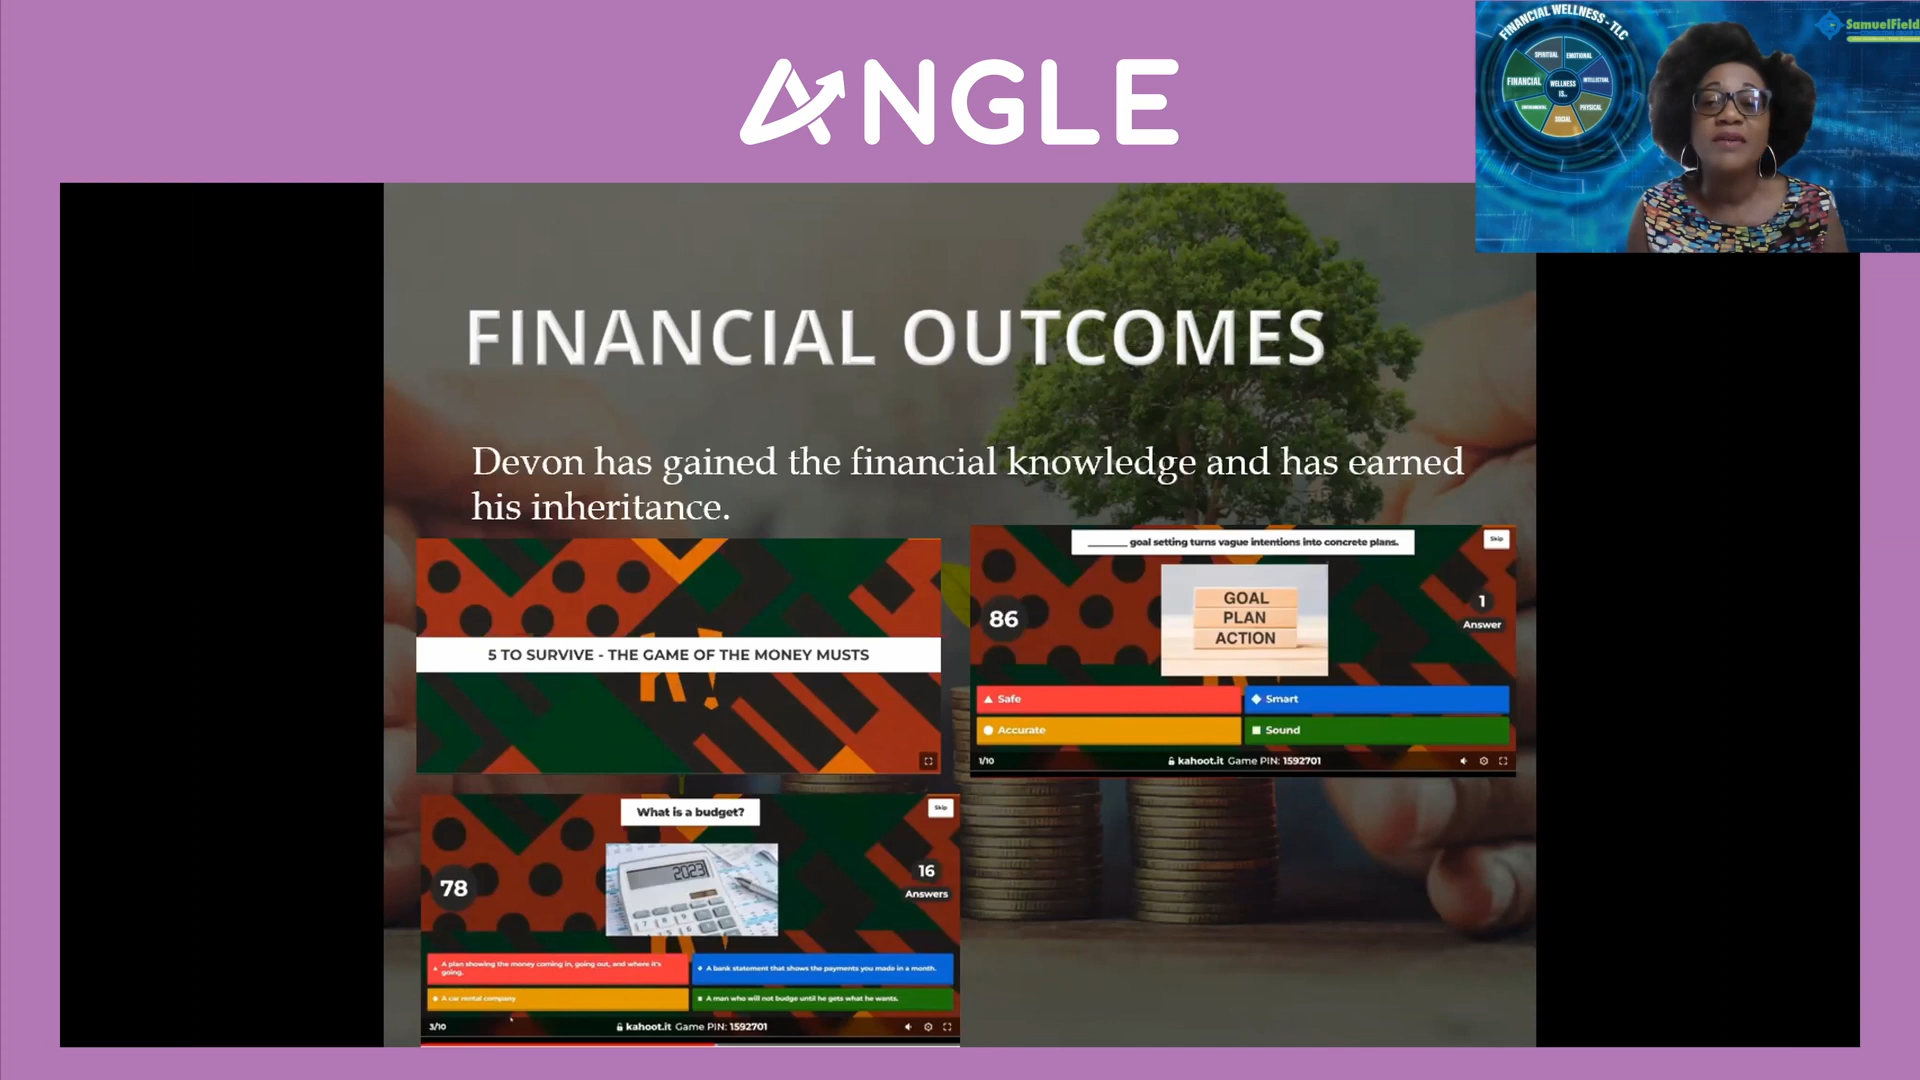 ANGLE
FINANCIAL WELLNESS - TLC
SPIRITUAL
EMOTIONAL
FINANCIAL
WELLNESS
IS..
INTELLECTUAL
PHYSICAL
SOCIAL
SamuelField
FINANCIAL OUTCOMES
Devon has gained the financial knowledge and has earned
his inheritance.
5 TO SURVIVE - THE GAME OF THE MONEY MUSTS
_______ goal setting turns vague intentions into concrete plans.
Skip
86
GOAL
PLAN
ACTION
1
Answer
Safe
Smart
Accurate
Sound
1/10
kahoot.it Game PIN: 1592701
What is a budget?
Skip
78
2023
16
Answers
A plan showing the money coming in, going out, and where it's
going.
A bank statement that shows the payments you made in a month.
A car rental company
A man who will not budge until he gets what he wants.
3/10
kahoot.it Game PIN: 1592701